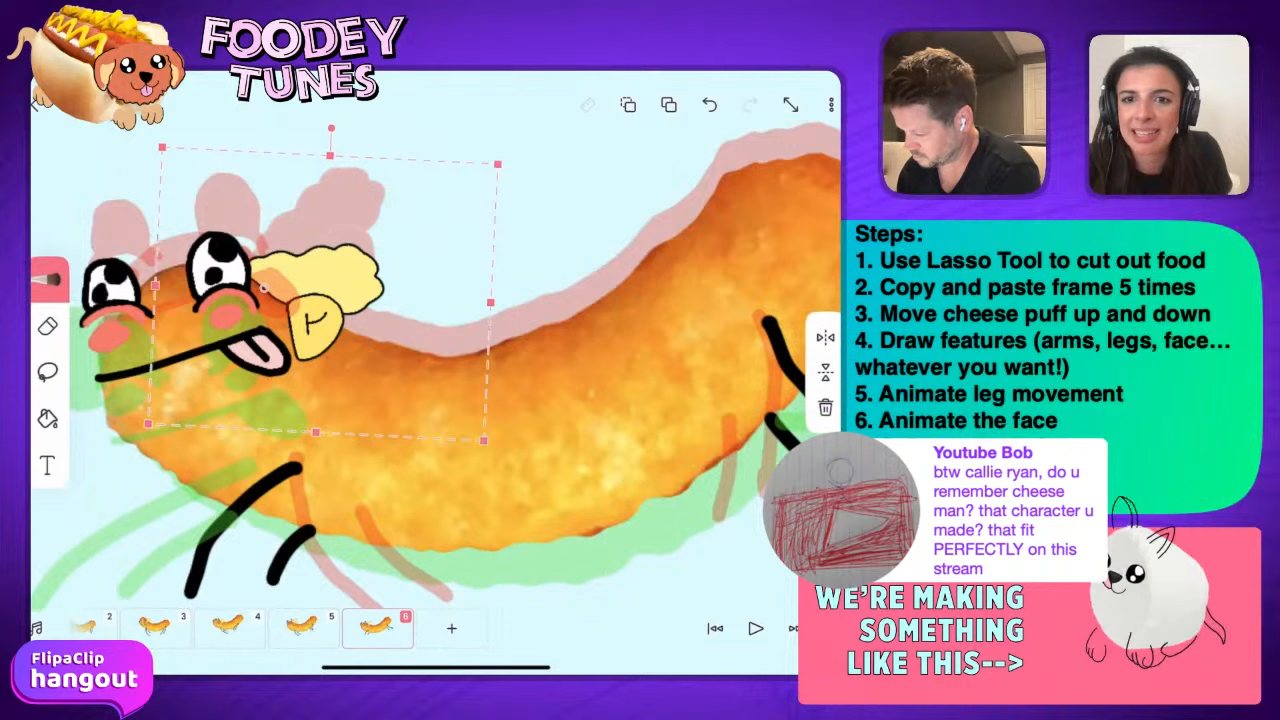 FOODEY
TUNES
Steps:
1. Use Lasso Tool to cut out food
2. Copy and paste frame 5 times
3. Move cheese puff up and down
4. Draw features (arms, legs, face…
whatever you want!)
5. Animate leg movement
6. Animate the face
Youtube Bob
btw callie ryan, do u
remember cheese
man? that character u
made? that fit
PERFECTLY on this
stream
WE'RE MAKING
SOMETHING
LIKE THIS-->
T
2
3
4
5
6
FlipaClip
hangout